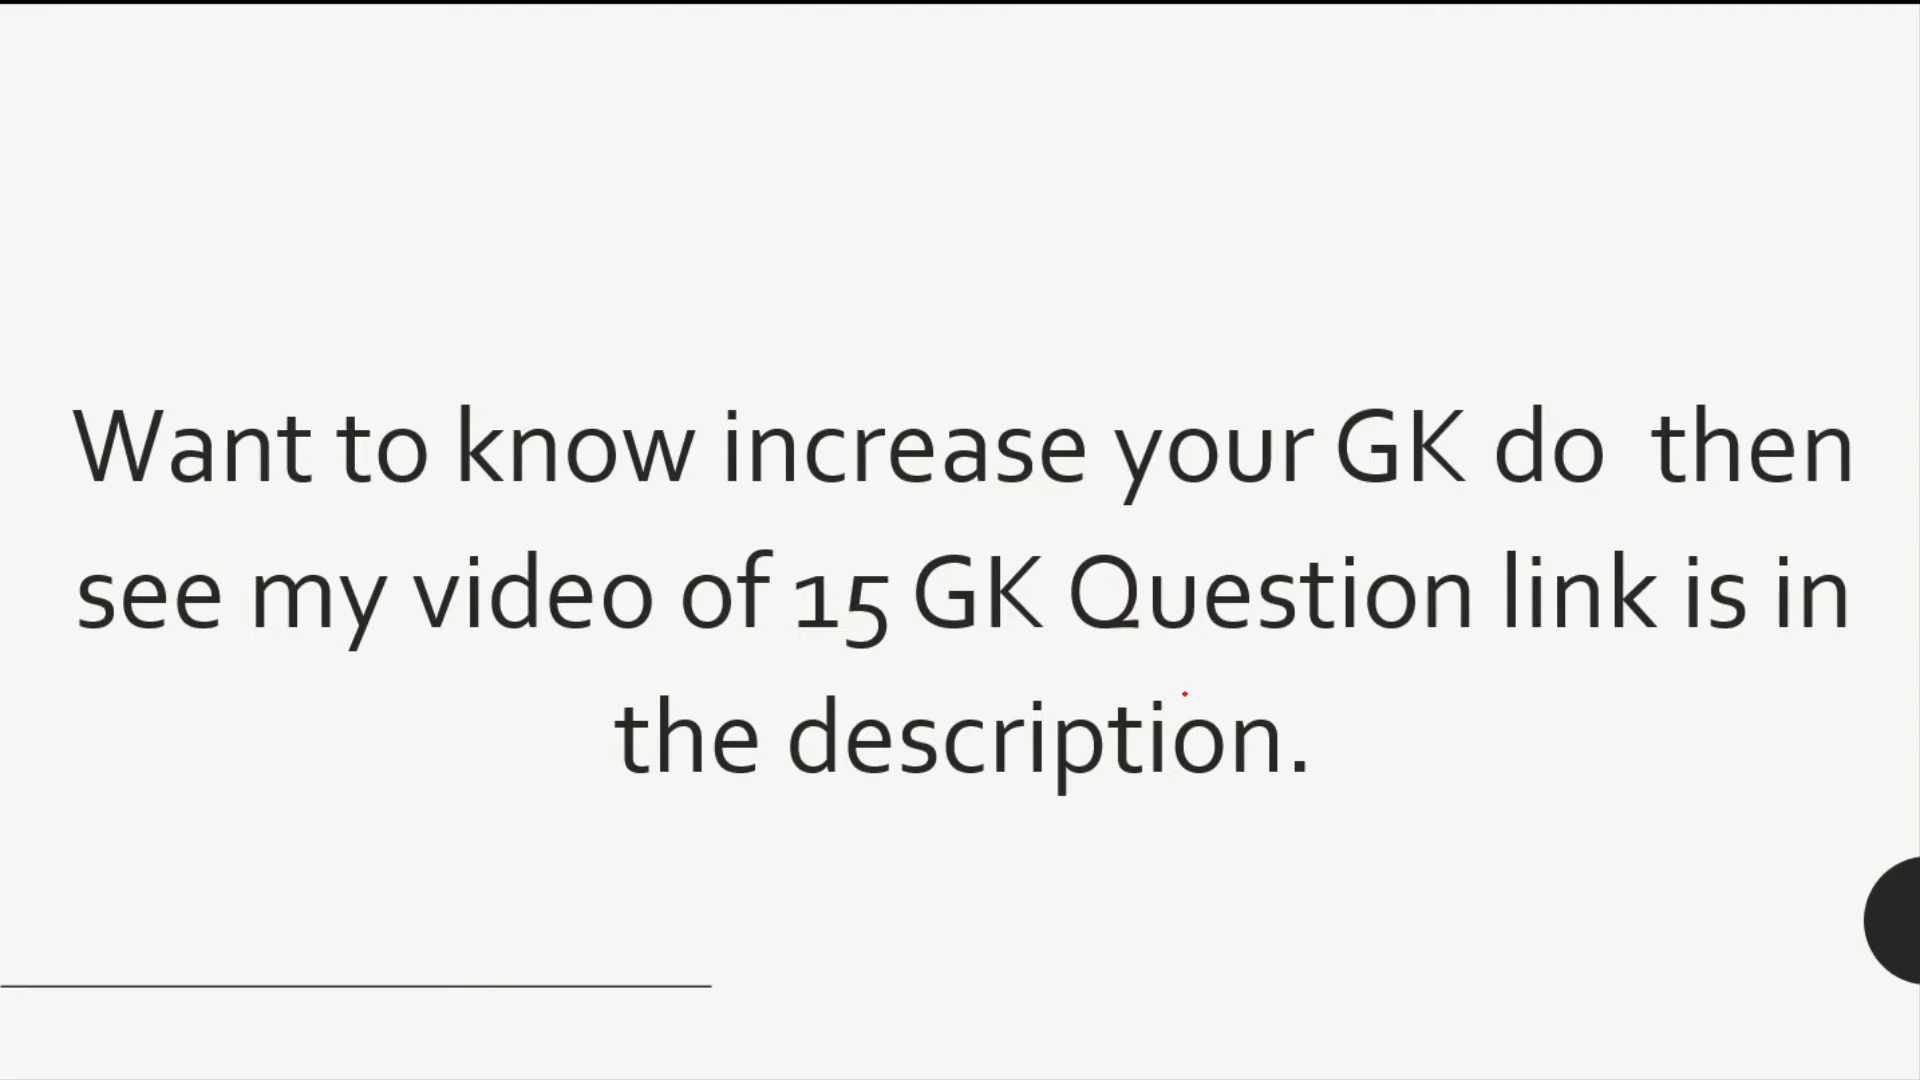 Want to know increase your GK do  then
see my video of 15 GK Question link is in
the description.